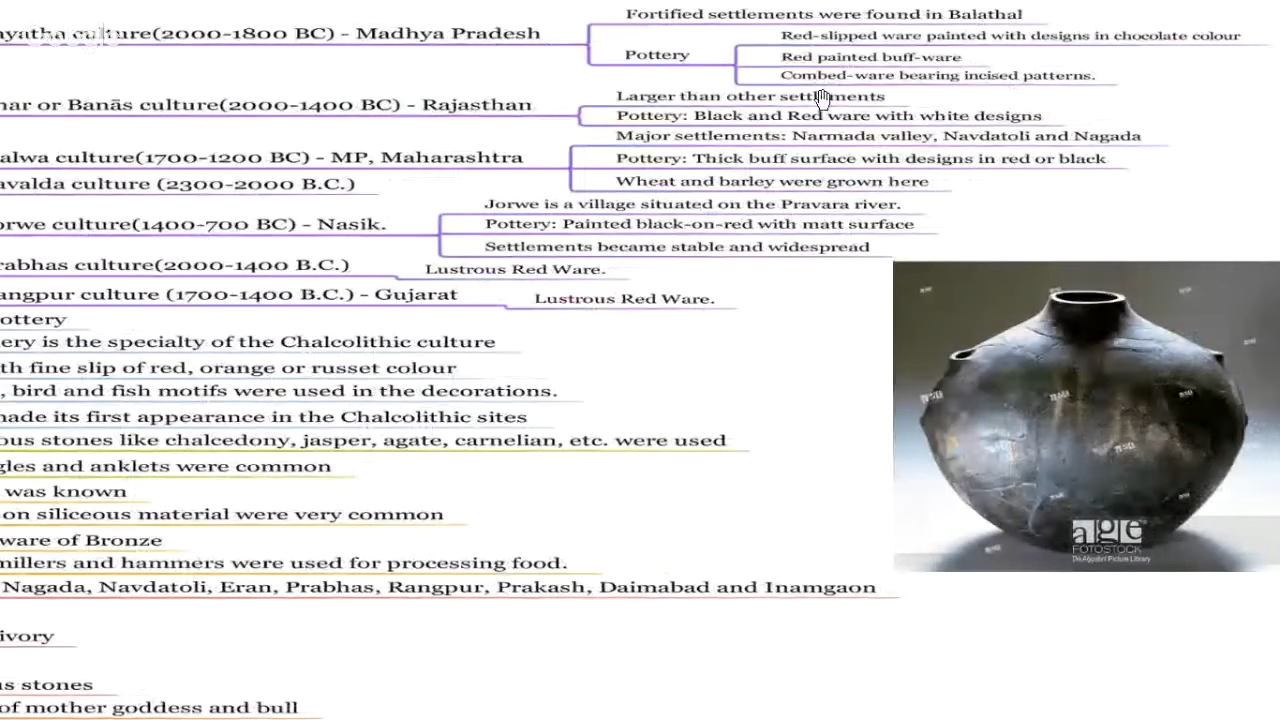 yatha culture(2000-1800 BC) - Madhya Pradesh
Fortified settlements were found in Balathal
Pottery
Red-slipped ware painted with designs in chocolate colour
Red painted buff-ware
Combed-ware bearing incised patterns.
har or Banās culture(2000-1400 BC) - Rajasthan
Larger than other settlements
Pottery: Black and Red ware with white designs
alwa culture(1700-1200 BC) - MP, Maharashtra
Major settlements: Narmada valley, Navdatoli and Nagada
Pottery: Thick buff surface with designs in red or black
Wheat and barley were grown here
avalda culture (2300-2000 B.C.)
orwe culture(1400-700 BC) - Nasik.
Jorwe is a village situated on the Pravara river.
Pottery: Painted black-on-red with matt surface
Settlements became stable and widespread
rabhas culture(2000-1400 B.C.)
Lustrous Red Ware.
angpur culture (1700-1400 B.C.) - Gujarat
Lustrous Red Ware.
ottery
ery is the specialty of the Chalcolithic culture
th fine slip of red, orange or russet colour
, bird and fish motifs were used in the decorations.
nade its first appearance in the Chalcolithic sites
ous stones like chalcedony, jasper, agate, carnelian, etc. were used
gles and anklets were common
was known
on siliceous material were very common
ware of Bronze
millers and hammers were used for processing food.
Nagada, Navdatoli, Eran, Prabhas, Rangpur, Prakash, Daimabad and Inamgaon
ivory
us stones
of mother goddess and bull
Google
age
FOTOSTOCK
De Agostini Picture Library